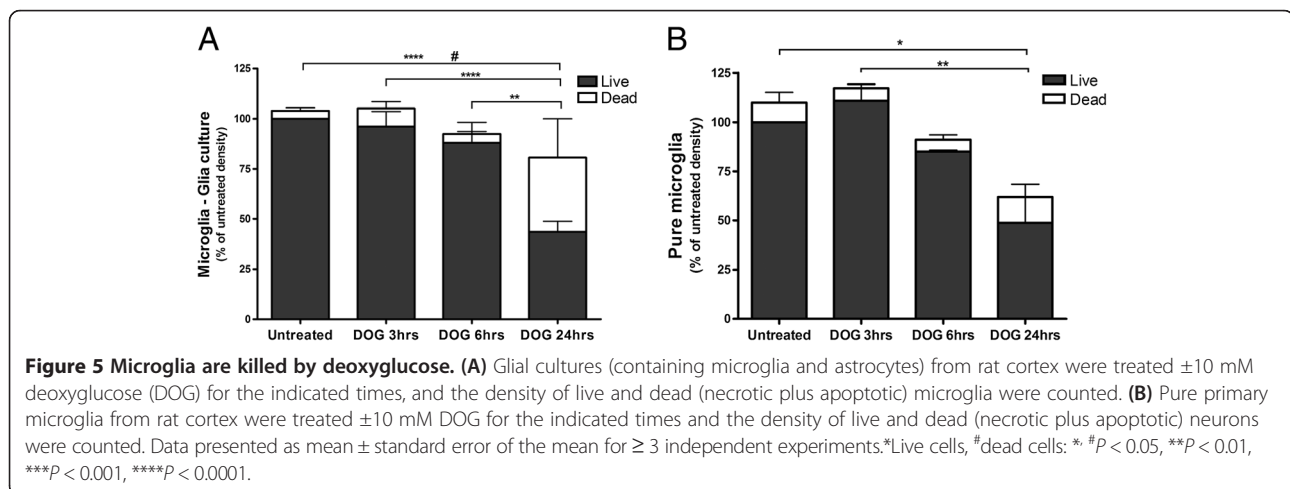 A
**** #
****
**
Live
Dead
Microglia - Glia culture
(% of untreated density)
125
100
75
50
25
0
Untreated DOG 3hrs DOG 6hrs DOG 24hrs
B
*
**
Live
Dead
Pure microglia
(% of untreated density)
125
100
75
50
25
0
Untreated DOG 3hrs DOG 6hrs DOG 24hrs
Figure 5 Microglia are killed by deoxyglucose. (A) Glial cultures (containing microglia and astrocytes) from rat cortex were treated ±10 mM
deoxyglucose (DOG) for the indicated times, and the density of live and dead (necrotic plus apoptotic) microglia were counted. (B) Pure primary
microglia from rat cortex were treated ±10 mM DOG for the indicated times and the density of live and dead (necrotic plus apoptotic) neurons
were counted. Data presented as mean ± standard error of the mean for ≥ 3 independent experiments.*Live cells, #dead cells: *, #P < 0.05, **P < 0.01,
***P < 0.001, ****P < 0.0001.